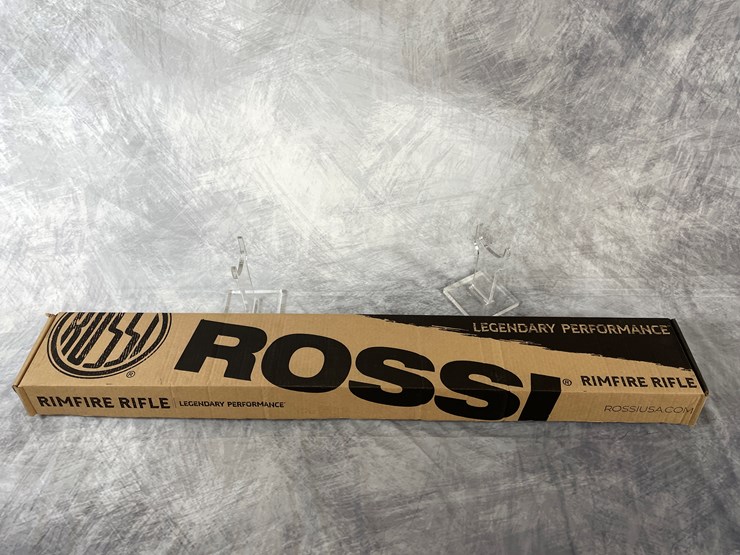 ROSSI
®
ROSSI®
LEGENDARY PERFORMANCE
RIMFIRE RIFLE
RIMFIRE RIFLE | LEGENDARY PERFORMANCE
ROSSIUSA.COM